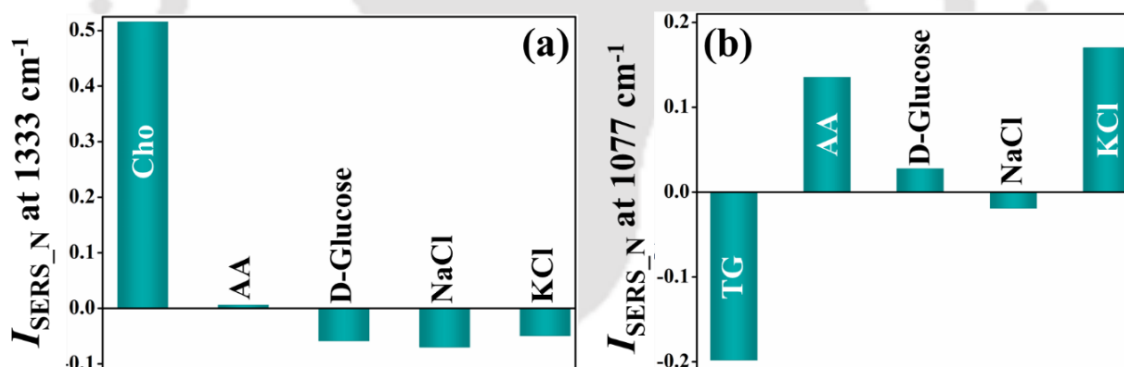 (a)
I_SERS_N at 1333 cm⁻¹
0.5
0.4
0.3
0.2
0.1
0.0
-0.1
Cho
AA
D-Glucose
NaCl
KCl
(b)
I_SERS_N at 1077 cm⁻¹
0.2
0.1
0.0
-0.1
-0.2
TG
AA
D-Glucose
NaCl
KCl